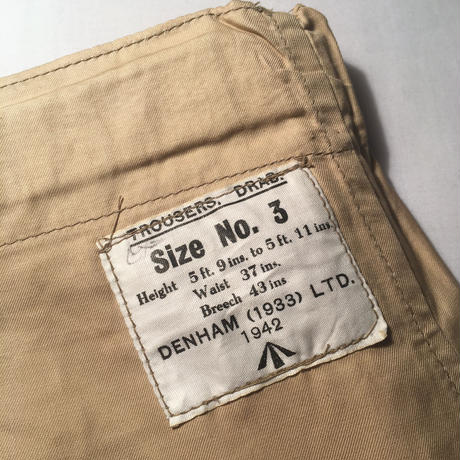 TROUSERS. DRAB.
Size No. 3
Height 5 ft. 9 ins. to 5 ft. 11 ins
Waist 37 ins.
Breech 43 ins
DENHAM (1933) LTD.
1942